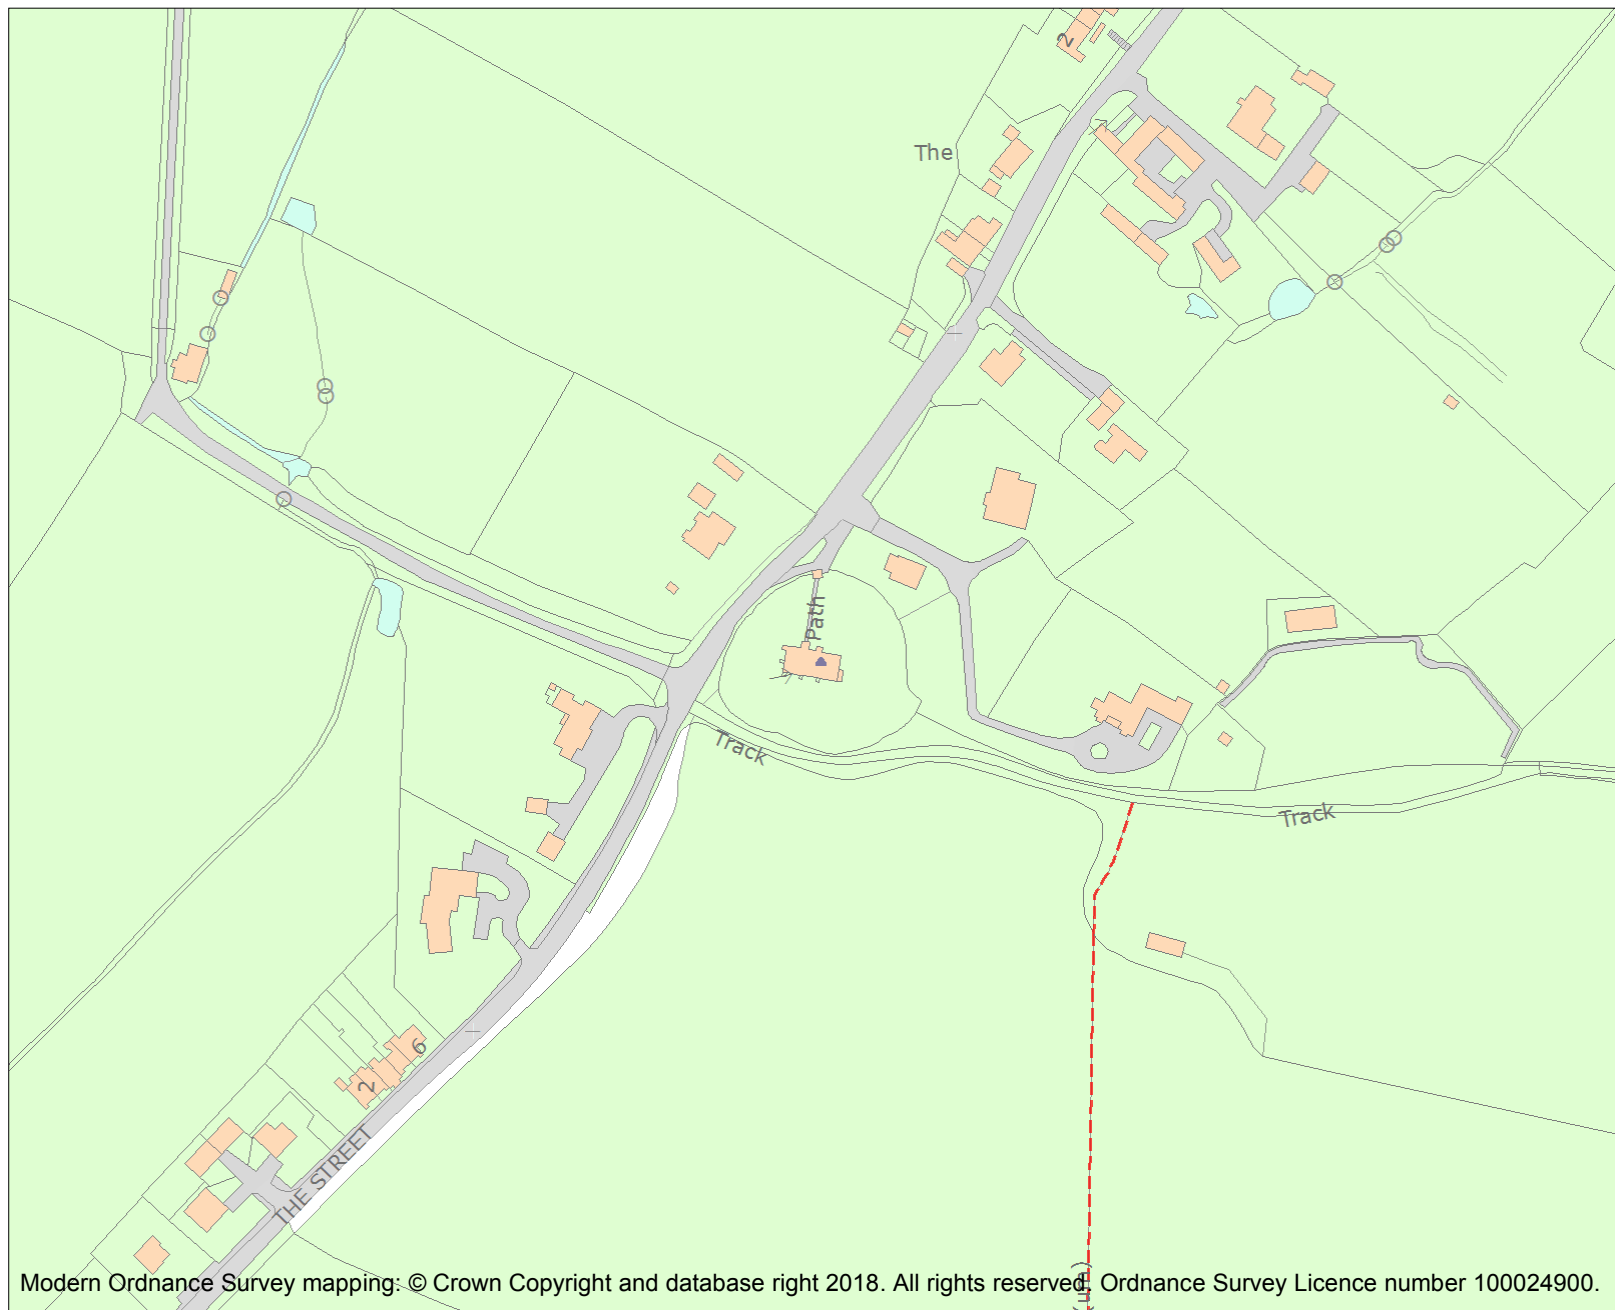 2
The
Path
Track
Track
6
2
THE STREET
Modern Ordnance Survey mapping: © Crown Copyright and database right 2018. All rights reserved. Ordnance Survey Licence number 100024900.